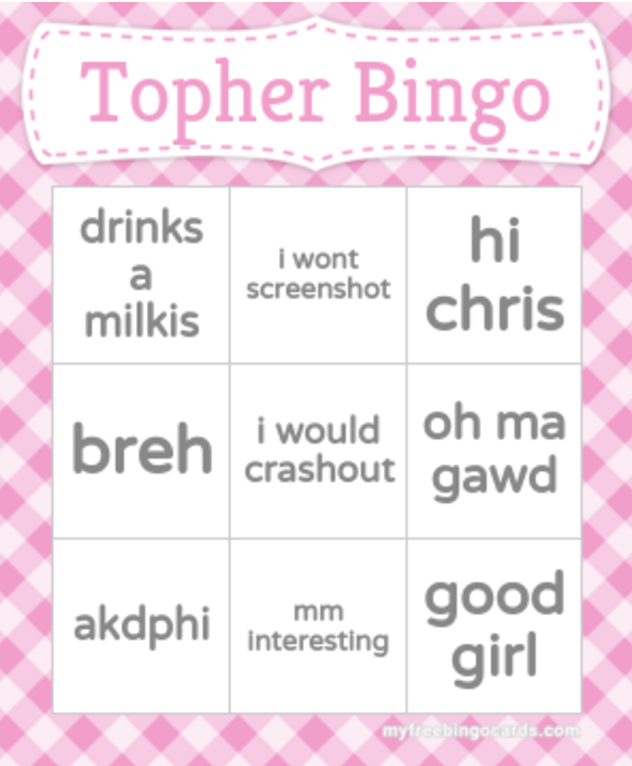 Topher Bingo
drinks
a
milkis
i wont
screenshot
hi
chris
breh
i would
crashout
oh ma
gawd
akdphi
mm
interesting
good
girl
myfreebingocards.com